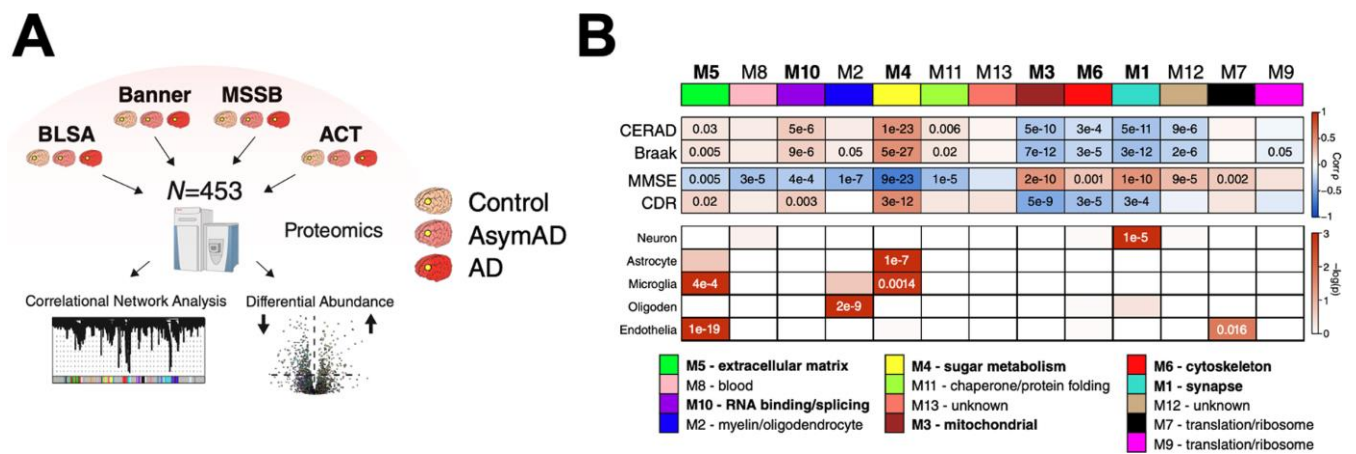 A
Banner MSSB
BLSA ACT
N=453
Proteomics
Control
AsymAD
AD
Correlational Network Analysis Differential Abundance
B
M5 M8 M10 M2 M4 M11 M13 M3 M6 M1 M12 M7 M9
CERAD 0.03 5e-6 1e-23 0.006 5e-10 3e-4 5e-11 9e-6
Braak 0.005 9e-6 0.05 5e-27 0.02 7e-12 3e-5 3e-12 2e-6 0.05
MMSE 0.005 3e-5 4e-4 1e-7 9e-23 1e-5 2e-10 0.001 1e-10 9e-5 0.002
CDR 0.02 0.003 3e-12 5e-9 3e-5 3e-4
1
0.5
0
−0.5
−1
Corr ρ
Neuron 1e-5
Astrocyte 1e-7
Microglia 4e-4 0.0014
Oligoden 2e-9
Endothelia 1e-19 0.016
3
2
1
0
−log(p)
M5 - extracellular matrix
M8 - blood
M10 - RNA binding/splicing
M2 - myelin/oligodendrocyte
M4 - sugar metabolism
M11 - chaperone/protein folding
M13 - unknown
M3 - mitochondrial
M6 - cytoskeleton
M1 - synapse
M12 - unknown
M7 - translation/ribosome
M9 - translation/ribosome